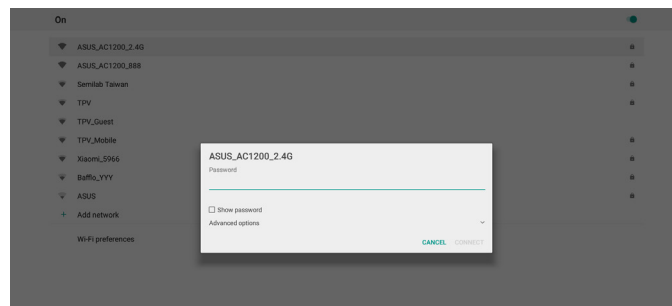 On
ASUS_AC1200_2.4G
ASUS_AC1200_888
Semilab Taiwan
TPV
TPV_Guest
TPV_Mobile
Xiaomi_5966
Baffio_YYY
ASUS
Add network
Wi-Fi preferences
ASUS_AC1200_2.4G
Password
Show password
Advanced options
CANCEL CONNECT